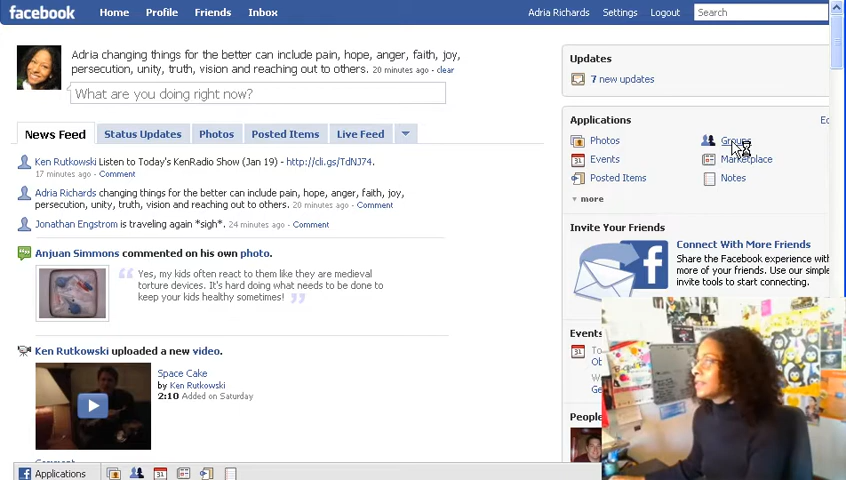 facebook Home Profile Friends Inbox Adria Richards Settings Logout Search
Adria changing things for the better can include pain, hope, anger, faith, joy,
persecution, unity, truth, vision and reaching out to others. 20 minutes ago - clear
What are you doing right now?
News Feed Status Updates Photos Posted Items Live Feed
Ken Rutkowski Listen to Today's KenRadio Show (Jan 19) - http://cli.gs/TdNJ74.
17 minutes ago - Comment
Adria Richards changing things for the better can include pain, hope, anger, faith, joy,
persecution, unity, truth, vision and reaching out to others. 20 minutes ago - Comment
Jonathan Engstrom is traveling again *sigh*. 24 minutes ago - Comment
Anjuan Simmons commented on his own photo.
Yes, my kids often react to them like they are medieval
torture devices. It's hard doing what needs to be done to
keep your kids healthy sometimes!
Ken Rutkowski uploaded a new video.
Space Cake
by Ken Rutkowski
2:10 Added on Saturday
Updates
7 new updates
Applications
Photos Groups
Events Marketplace
Posted Items Notes
more
Invite Your Friends
Connect With More Friends
Share the Facebook experience with
more of your friends. Use our simple
invite tools to start connecting.
Events
31
People
Applications